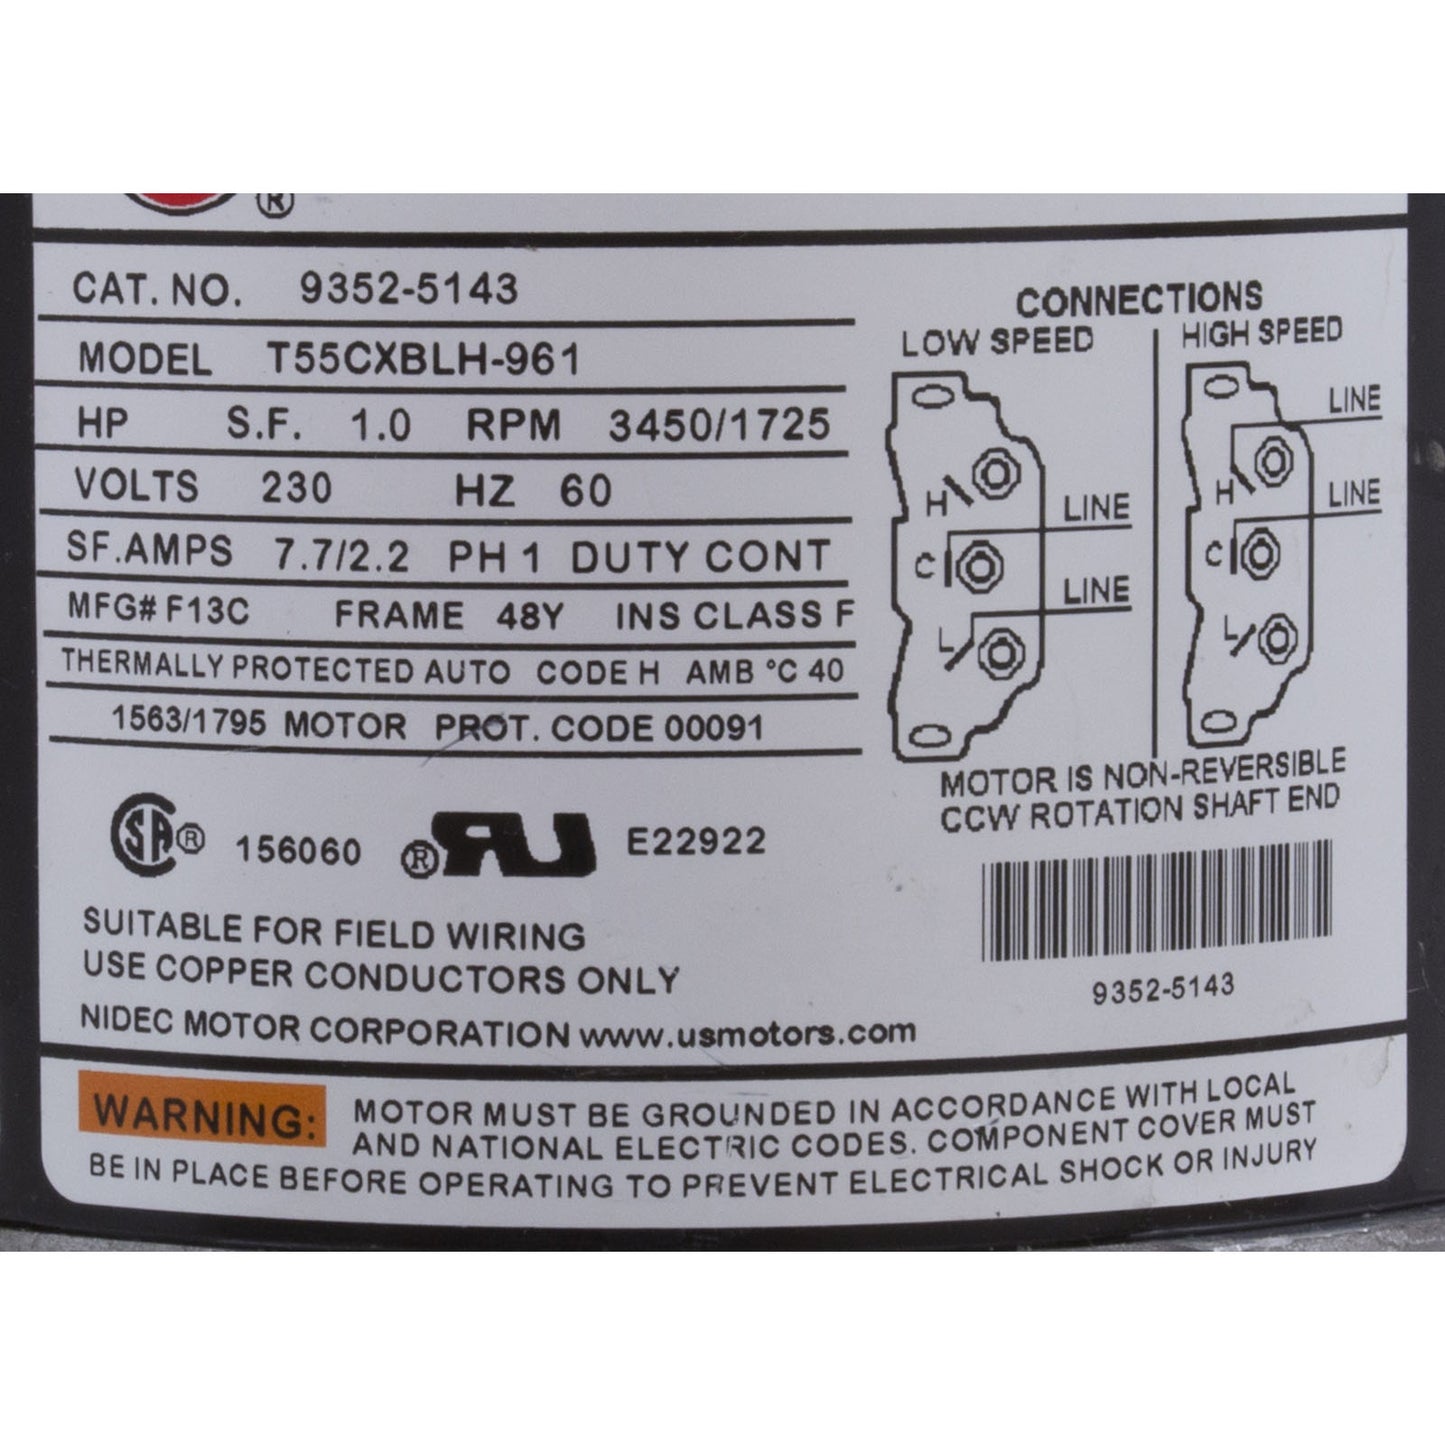 ®
CAT. NO. 9352-5143
MODEL T55CXBLH-961
HP S.F. 1.0 RPM 3450/1725
VOLTS 230 HZ 60
SF.AMPS 7.7/2.2 PH 1 DUTY CONT
MFG# F13C FRAME 48Y INS CLASS F
THERMALLY PROTECTED AUTO CODE H AMB °C 40
1563/1795 MOTOR PROT. CODE 00091
CONNECTIONS
LOW SPEED
H
C
L
LINE
LINE
HIGH SPEED
H
C
L
LINE
LINE
MOTOR IS NON-REVERSIBLE
CCW ROTATION SHAFT END
SA® 156060 ®RU E22922
9352-5143
SUITABLE FOR FIELD WIRING
USE COPPER CONDUCTORS ONLY
NIDEC MOTOR CORPORATION www.usmotors.com
WARNING: MOTOR MUST BE GROUNDED IN ACCORDANCE WITH LOCAL
AND NATIONAL ELECTRIC CODES. COMPONENT COVER MUST
BE IN PLACE BEFORE OPERATING TO PREVENT ELECTRICAL SHOCK OR INJURY